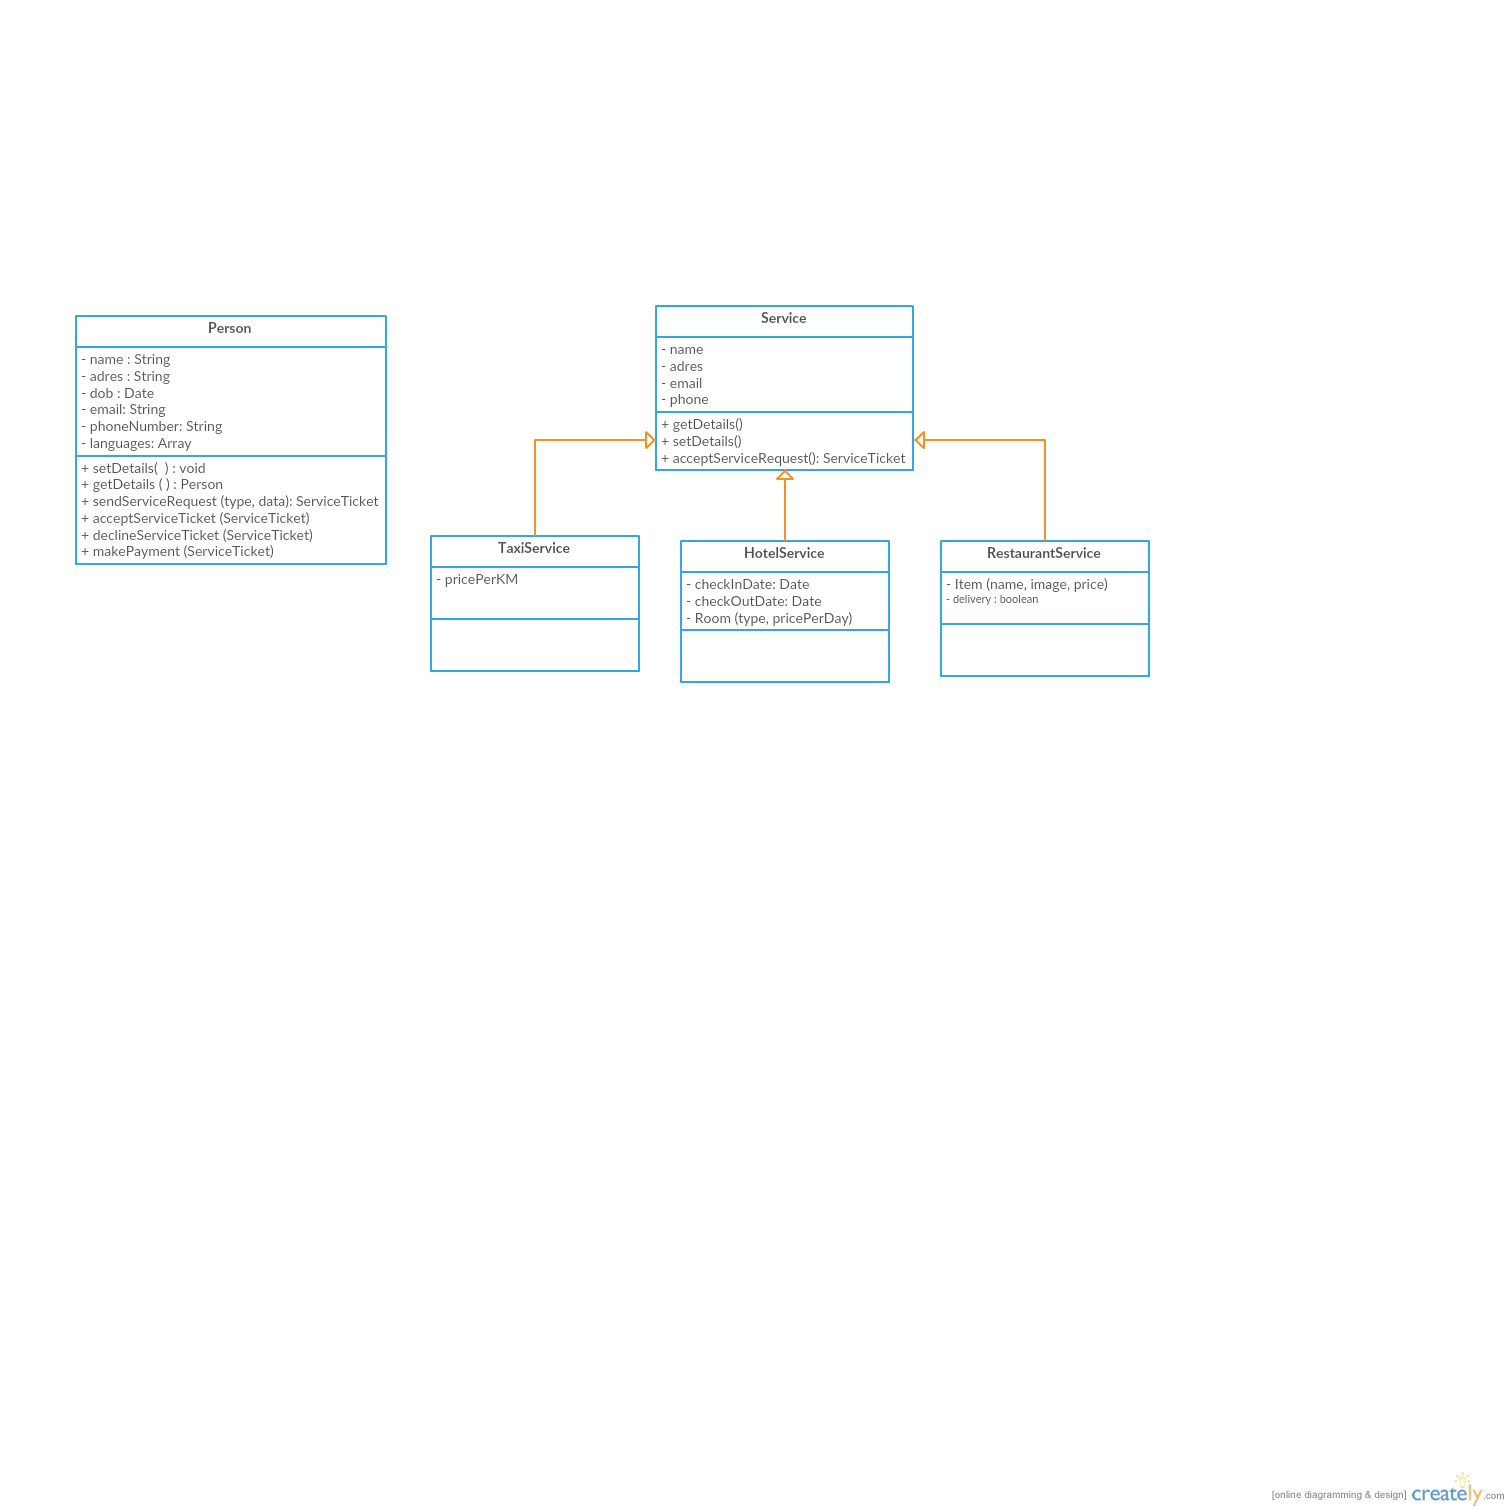 Person
- name : String
- adres : String
- dob : Date
- email: String
- phoneNumber: String
- languages: Array
+ setDetails(  ) : void
+ getDetails ( ) : Person
+ sendServiceRequest (type, data): ServiceTicket
+ acceptServiceTicket (ServiceTicket)
+ declineServiceTicket (ServiceTicket)
+ makePayment (ServiceTicket)
Service
- name
- adres
- email
- phone
+ getDetails()
+ setDetails()
+ acceptServiceRequest(): ServiceTicket
TaxiService
- pricePerKM
HotelService
- checkInDate: Date
- checkOutDate: Date
- Room (type, pricePerDay)
RestaurantService
- Item (name, image, price)
- delivery : boolean
[online diagramming & design] creately.com